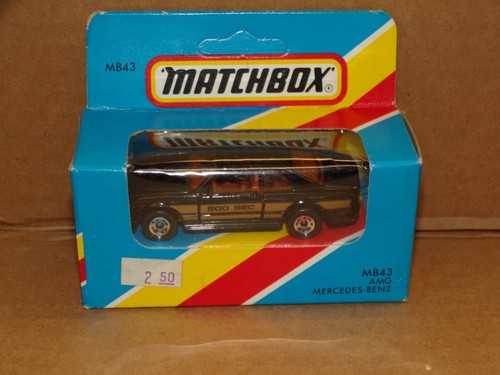 MB43
MATCHBOX
500 SEC
2 50
MB43
AMG
MERCEDES-BENZ